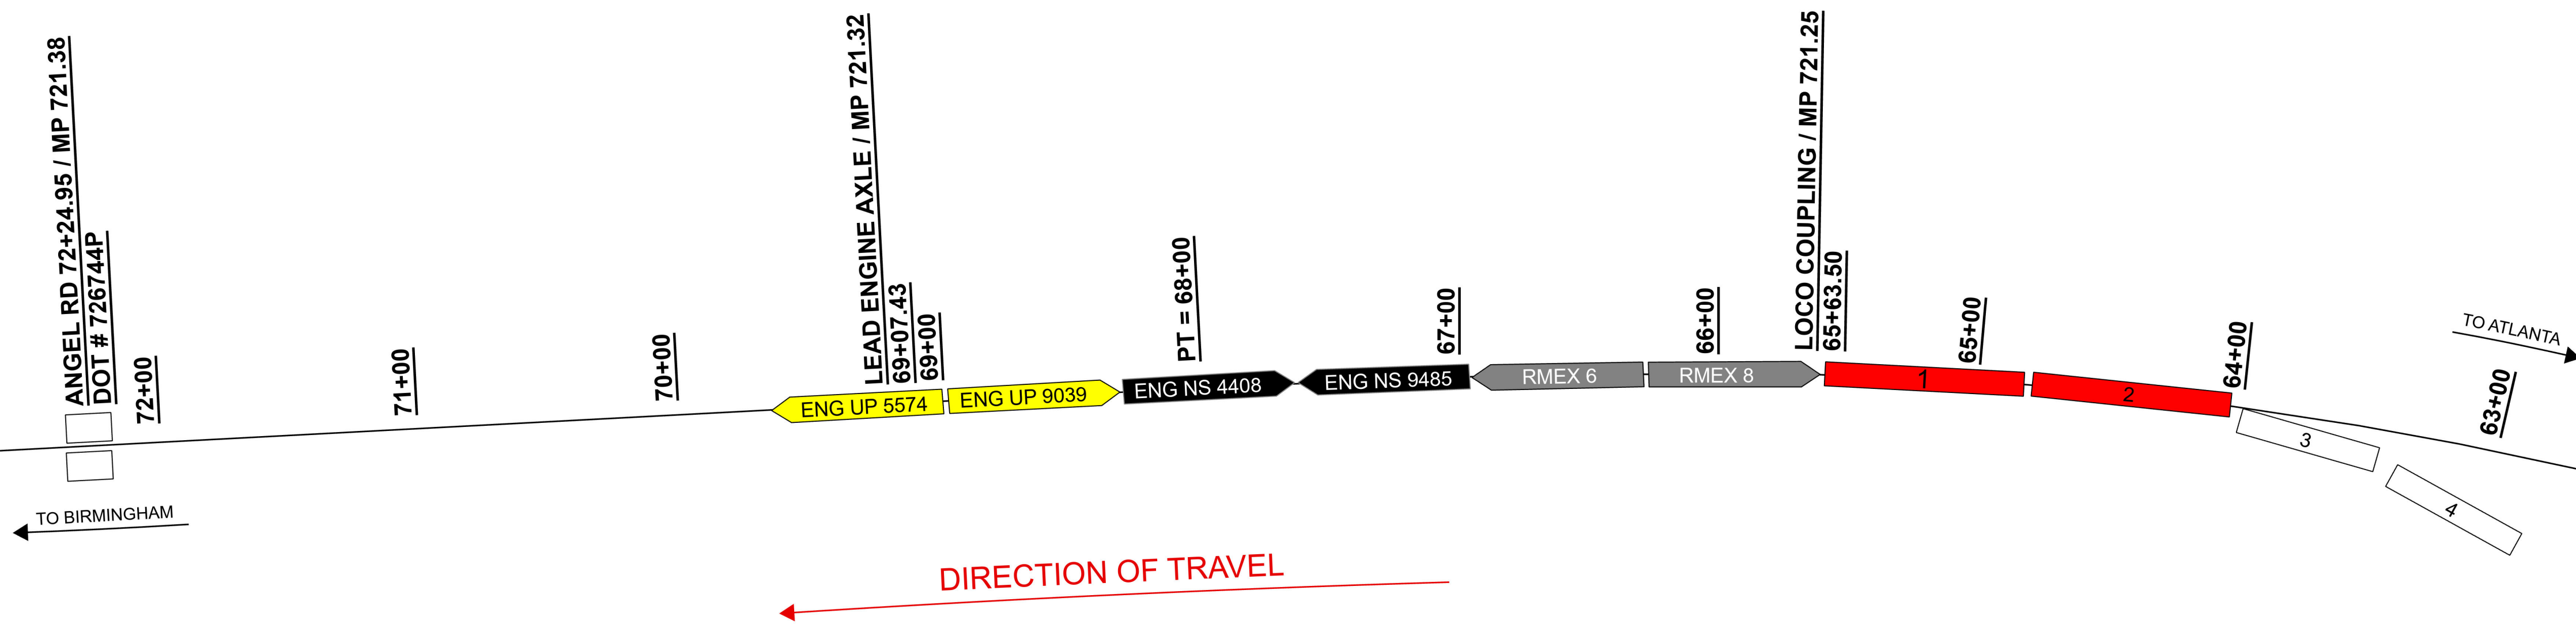 ANGEL RD 72+24.95 / MP 721.38
DOT # 726744P
72+00
71+00
70+00
LEAD ENGINE AXLE / MP 721.32
69+07.43
69+00
PT = 68+00
67+00
66+00
LOCO COUPLING / MP 721.25
65+63.50
65+00
64+00
63+00
TO ATLANTA
ENG UP 5574
ENG UP 9039
ENG NS 4408
ENG NS 9485
RMEX 6
RMEX 8
1
2
3
4
TO BIRMINGHAM
DIRECTION OF TRAVEL